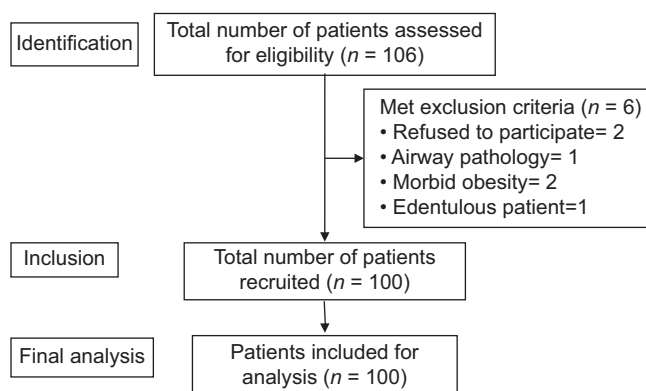 Identification
Total number of patients assessed
for eligibility (n = 106)
Met exclusion criteria (n = 6)
• Refused to participate= 2
• Airway pathology= 1
• Morbid obesity= 2
• Edentulous patient=1
Inclusion
Total number of patients
recruited (n = 100)
Final analysis
Patients included for
analysis (n = 100)